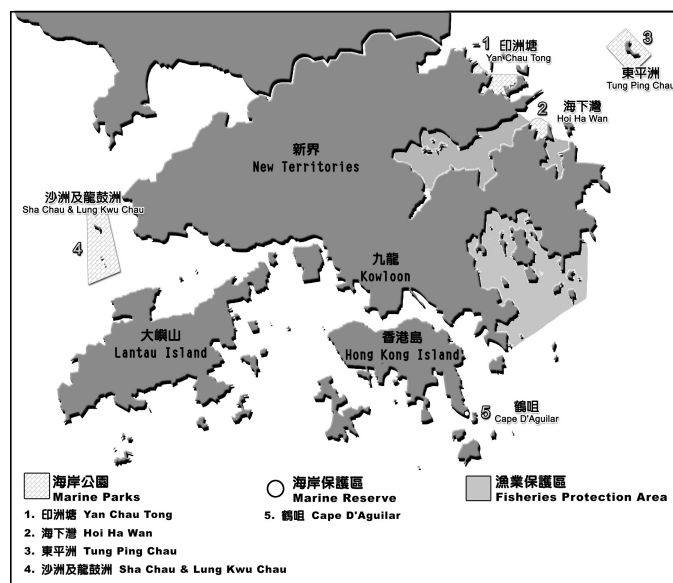 1
印洲塘
Yan Chau Tong
3
東平洲
Tung Ping Chau
2
海下灣
Hoi Ha Wan
新界
New Territories
沙洲及龍鼓洲
Sha Chau & Lung Kwu Chau
4
九龍
Kowloon
大嶼山
Lantau Island
香港島
Hong Kong Island
5
鶴咀
Cape D'Aguilar
海岸公園
Marine Parks
1. 印洲塘 Yan Chau Tong
2. 海下灣 Hoi Ha Wan
3. 東平洲 Tung Ping Chau
4. 沙洲及龍鼓洲 Sha Chau & Lung Kwu Chau
海岸保護區
Marine Reserve
5. 鶴咀 Cape D'Aguilar
漁業保護區
Fisheries Protection Area